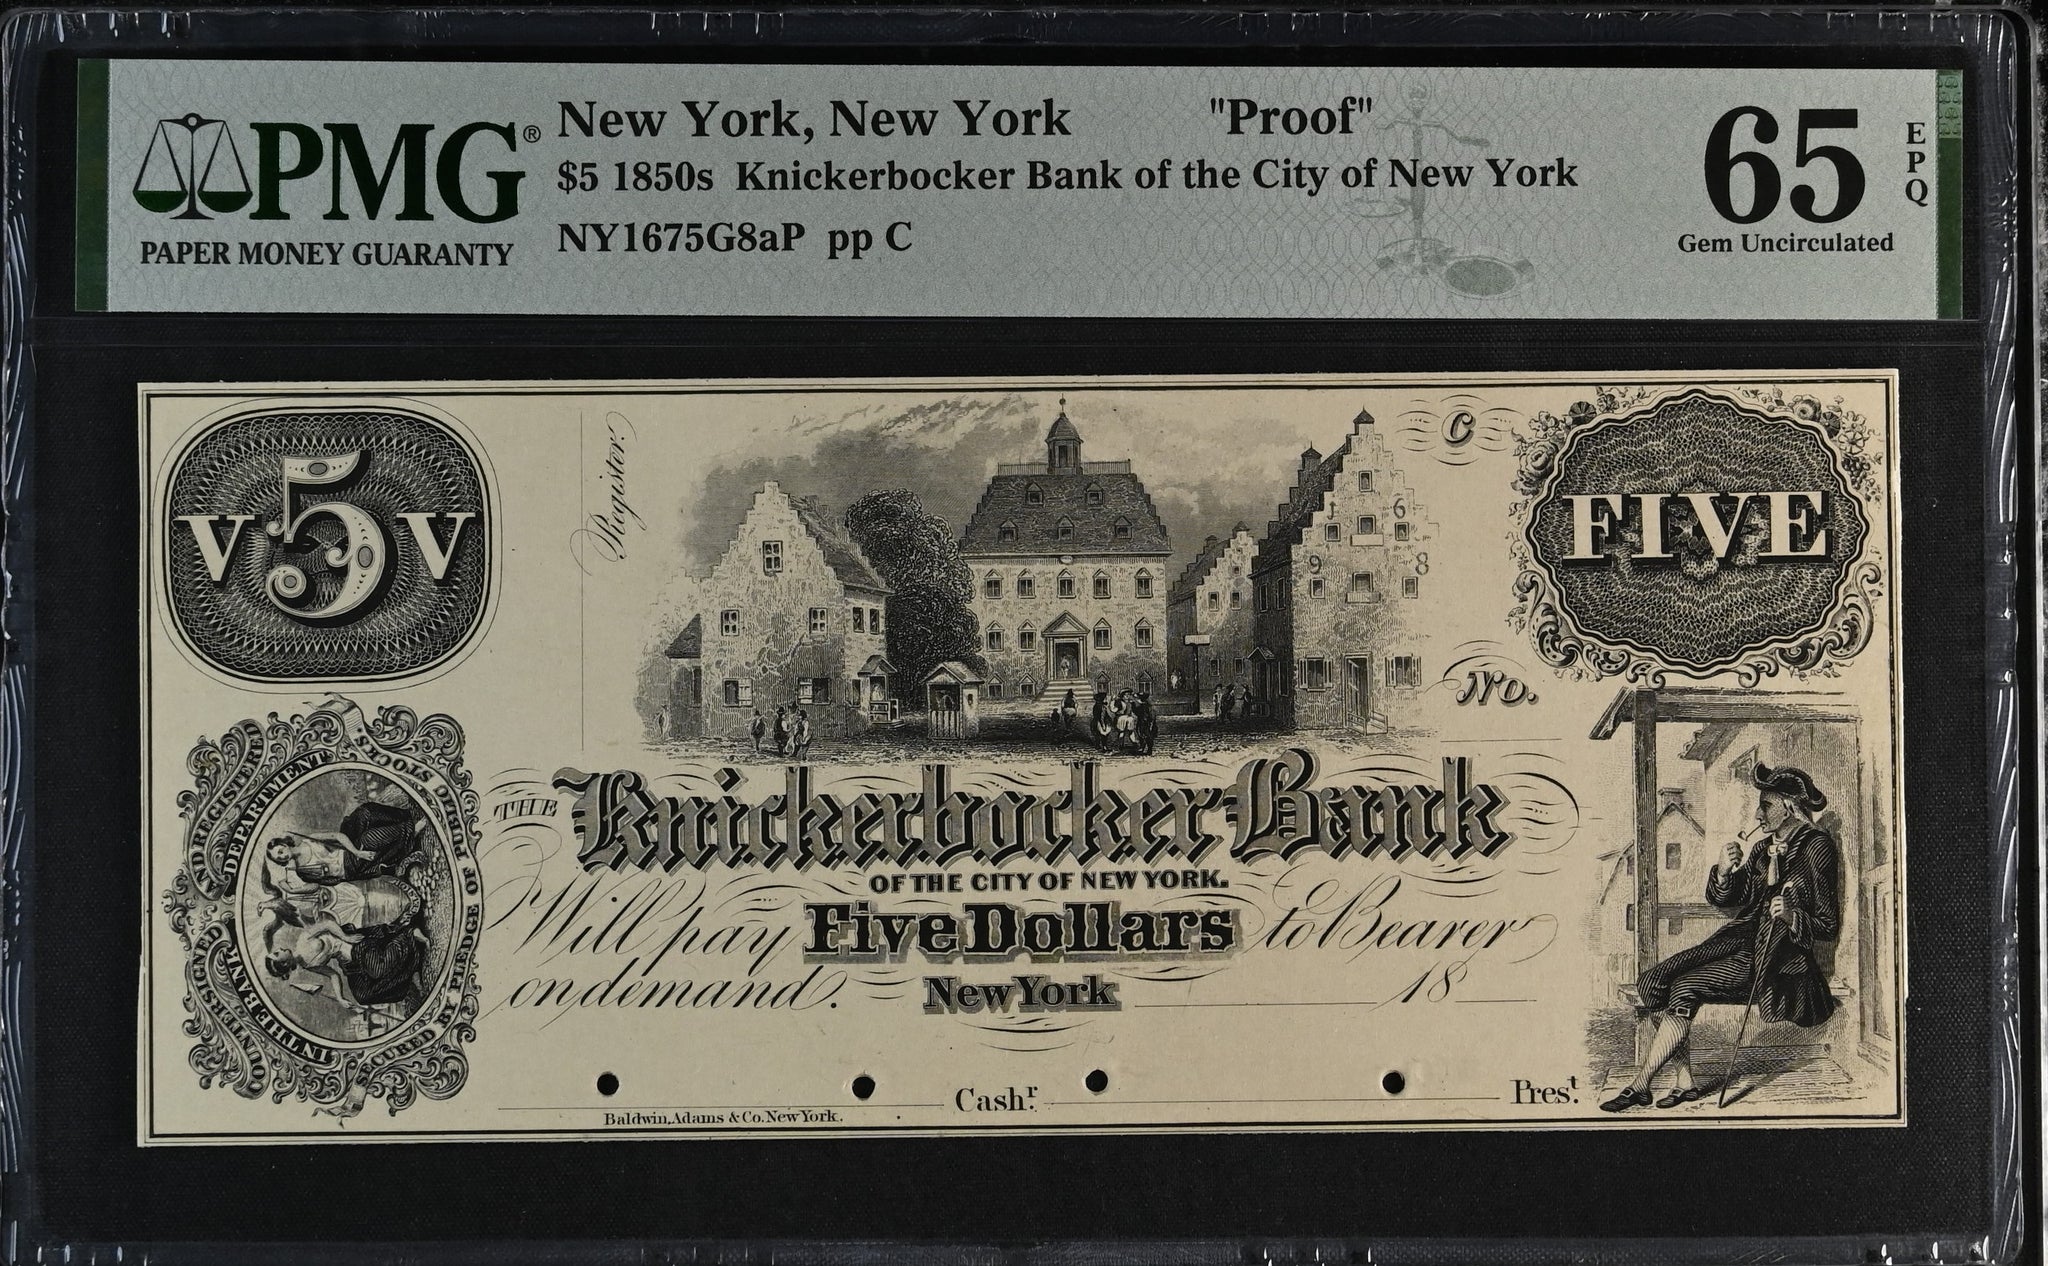 PMG®
PAPER MONEY GUARANTY
New York, New York "Proof"
$5 1850s Knickerbocker Bank of the City of New York
NY1675G8aP pp C
65
EPQ
Gem Uncirculated
V 5 V
Register.
C
FIVE
1 6
9 8
No.
COUNTERSIGNED AND REGISTERED
IN THE BANK DEPARTMENT
SECURED BY PLEDGE OF PUBLIC STOCKS.
THE Knickerbocker Bank
OF THE CITY OF NEW YORK.
Will pay Five Dollars to Bearer
on demand. New York 18
Cashr. Prest.
Baldwin, Adams & Co. New York.